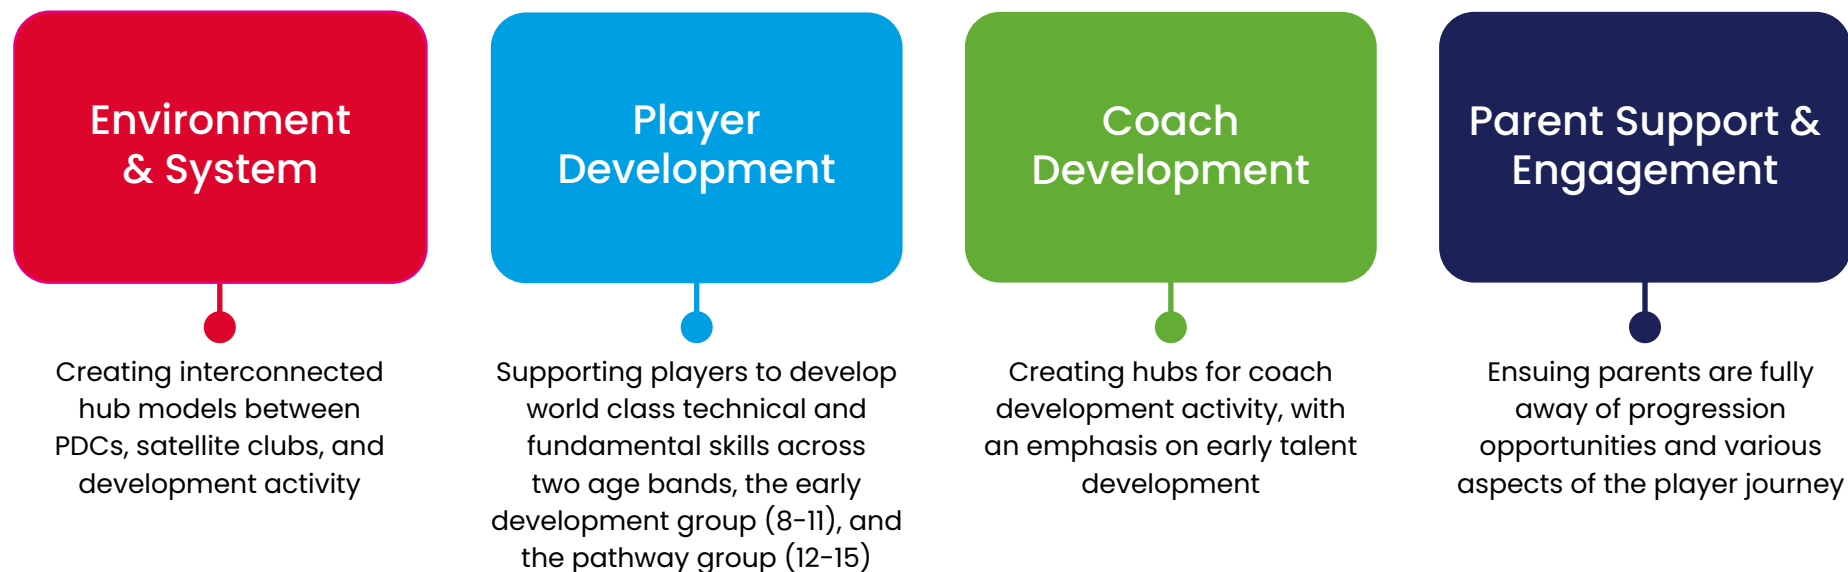 Environment
& System
Creating interconnected
hub models between
PDCs, satellite clubs, and
development activity
Player
Development
Supporting players to develop
world class technical and
fundamental skills across
two age bands, the early
development group (8-11), and
the pathway group (12-15)
Coach
Development
Creating hubs for coach
development activity, with
an emphasis on early talent
development
Parent Support &
Engagement
Ensuing parents are fully
away of progression
opportunities and various
aspects of the player journey